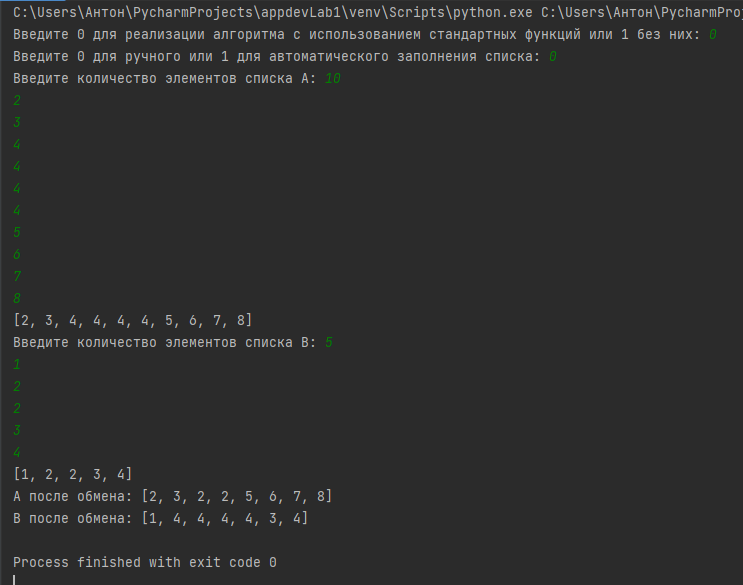 C:\Users\Антон\PycharmProjects\appdevLab1\venv\Scripts\python.exe C:\Users\Антон\PycharmPro
Введите 0 для реализации алгоритма с использованием стандартных функций или 1 без них: 0
Введите 0 для ручного или 1 для автоматического заполнения списка: 0
Введите количество элементов списка A: 10
2
3
4
4
4
4
5
6
7
8
[2, 3, 4, 4, 4, 4, 5, 6, 7, 8]
Введите количество элементов списка B: 5
1
2
2
3
4
[1, 2, 2, 3, 4]
A после обмена: [2, 3, 2, 2, 5, 6, 7, 8]
B после обмена: [1, 4, 4, 4, 4, 3, 4]
Process finished with exit code 0